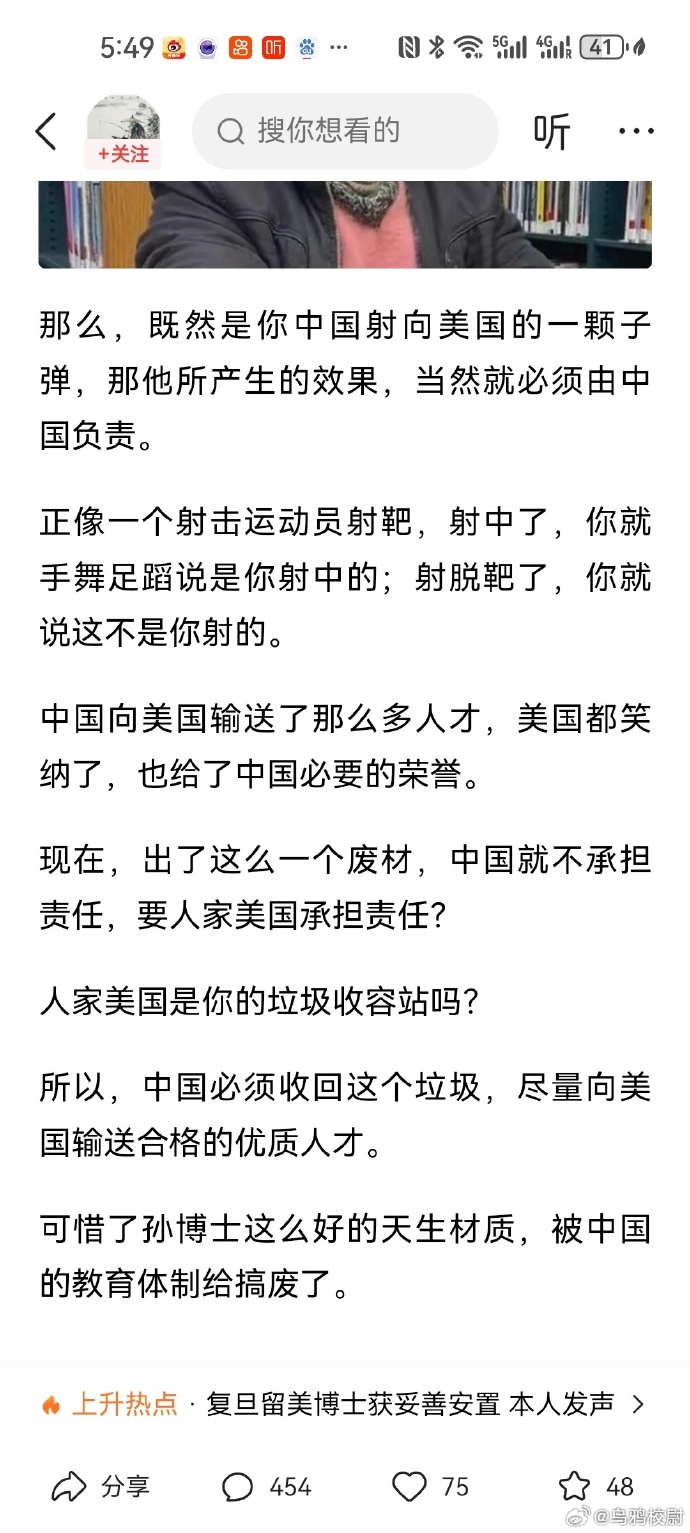 5:49
听
5G
4G
R
41
+关注
搜你想看的
听
那么，既然是你中国射向美国的一颗子
弹，那他所产生的效果，当然就必须由中
国负责。
正像一个射击运动员射靶，射中了，你就
手舞足蹈说是你射中的；射脱靶了，你就
说这不是你射的。
中国向美国输送了那么多人才，美国都笑
纳了，也给了中国必要的荣誉。
现在，出了这么一个废材，中国就不承担
责任，要人家美国承担责任？
人家美国是你的垃圾收容站吗？
所以，中国必须收回这个垃圾，尽量向美
国输送合格的优质人才。
可惜了孙博士这么好的天生材质，被中国
的教育体制给搞废了。
上升热点 · 复旦留美博士获妥善安置 本人发声
分享 454 75 48
@乌鸦校尉